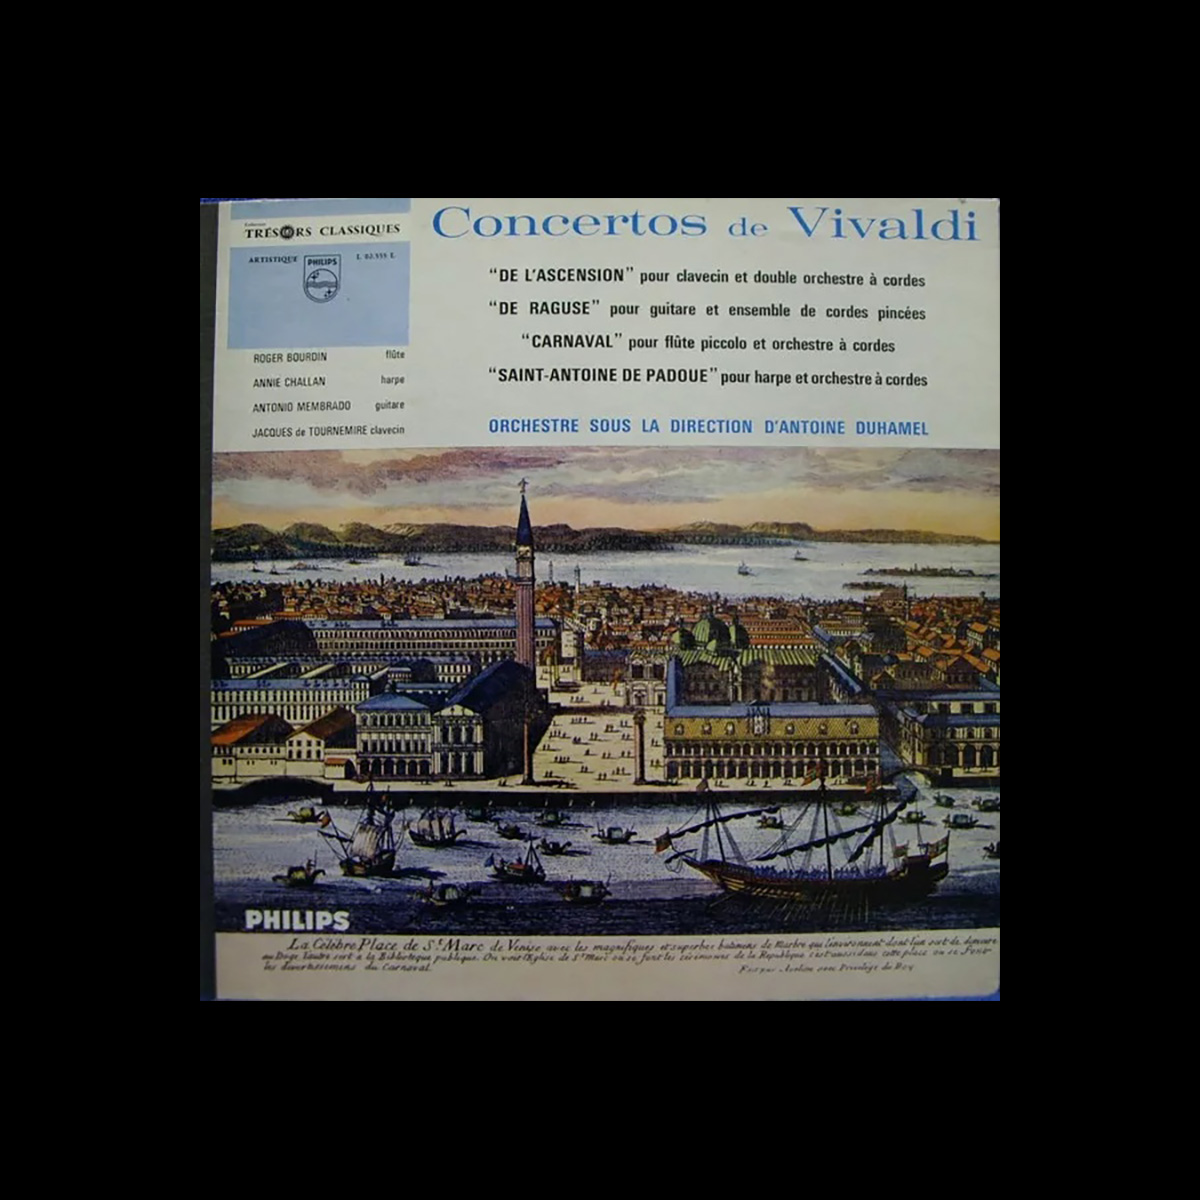 Collection
TRÉSORS CLASSIQUES
ARTISTIQUE
PHILIPS
Concertos de Vivaldi
“DE L'ASCENSION” pour clavecin et double orchestre à cordes
“DE RAGUSE” pour guitare et ensemble de cordes pincées
“CARNAVAL” pour flûte piccolo et orchestre à cordes
“SAINT-ANTOINE DE PADOUE” pour harpe et orchestre à cordes
ORCHESTRE SOUS LA DIRECTION D'ANTOINE DUHAMEL
ROGER BOURDIN flûte
ANNIE CHALLAN harpe
ANTONIO MEMBRADO guitare
JACQUES de TOURNEMIRE clavecin
PHILIPS
La Célèbre Place de St. Marc de Venise avec les magnifiques et superbes batimens de Marbre qui l'environnent dont l'un sert de demeure
au Doge l'autre sert a la Biblioteque publique. On voit l'Eglise de St Marc ou se font les cérémonies de la Republique c'est aussi dans cette place ou se font
les divertissemens du Carnaval.
avec Privilége du Roy